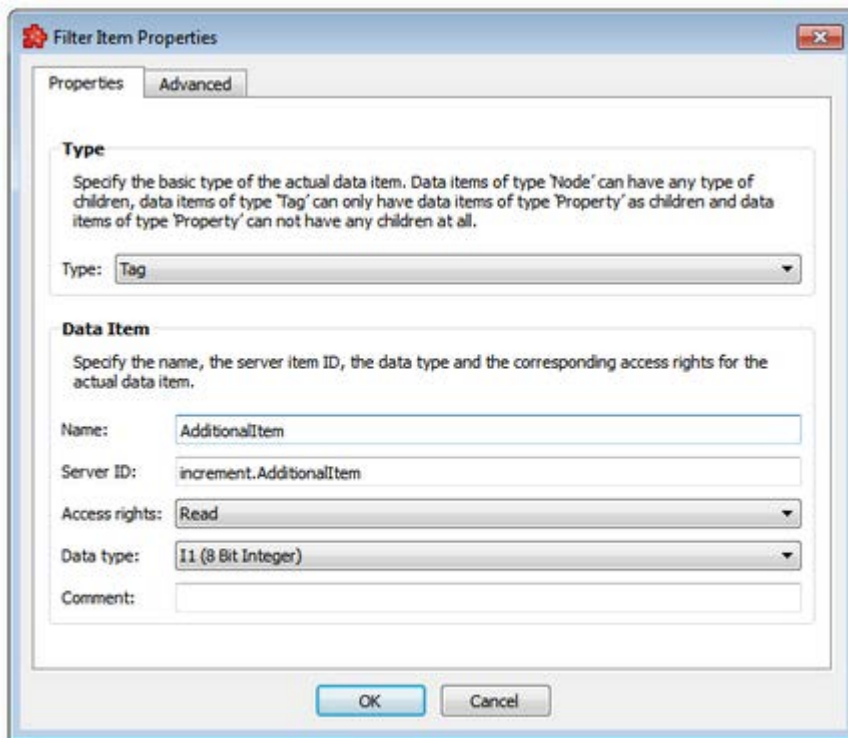 Filter Item Properties
Properties
Advanced
Type
Specify the basic type of the actual data item. Data items of type 'Node' can have any type of
children, data items of type 'Tag' can only have data items of type 'Property' as children and data
items of type 'Property' can not have any children at all.
Type: Tag
Data Item
Specify the name, the server item ID, the data type and the corresponding access rights for the
actual data item.
Name: AdditionalItem
Server ID: increment.AdditionalItem
Access rights: Read
Data type: I1 (8 Bit Integer)
Comment:
OK
Cancel